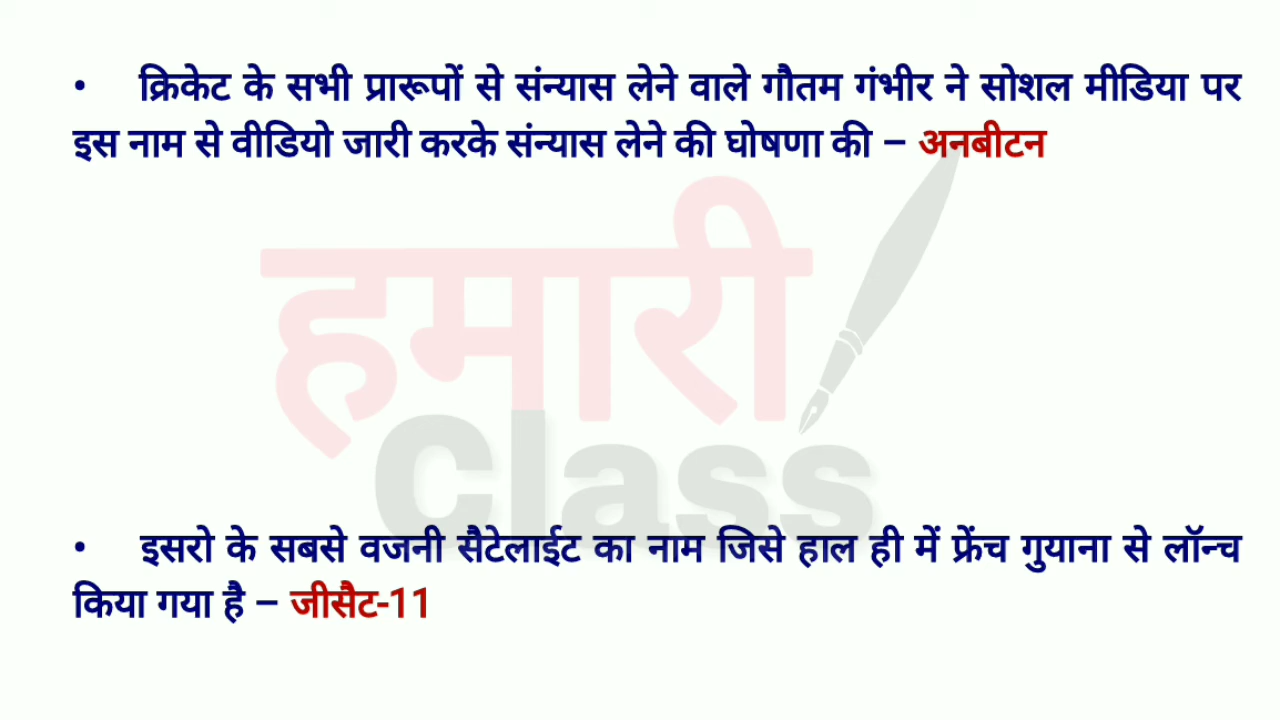 • क्रिकेट के सभी प्रारूपों से संन्यास लेने वाले गौतम गंभीर ने सोशल मीडिया पर
इस नाम से वीडियो जारी करके संन्यास लेने की घोषणा की – अनबीटन
हमारी
Class
• इसरो के सबसे वजनी सैटेलाईट का नाम जिसे हाल ही में फ्रेंच गुयाना से लॉन्च
किया गया है – जीसैट-11